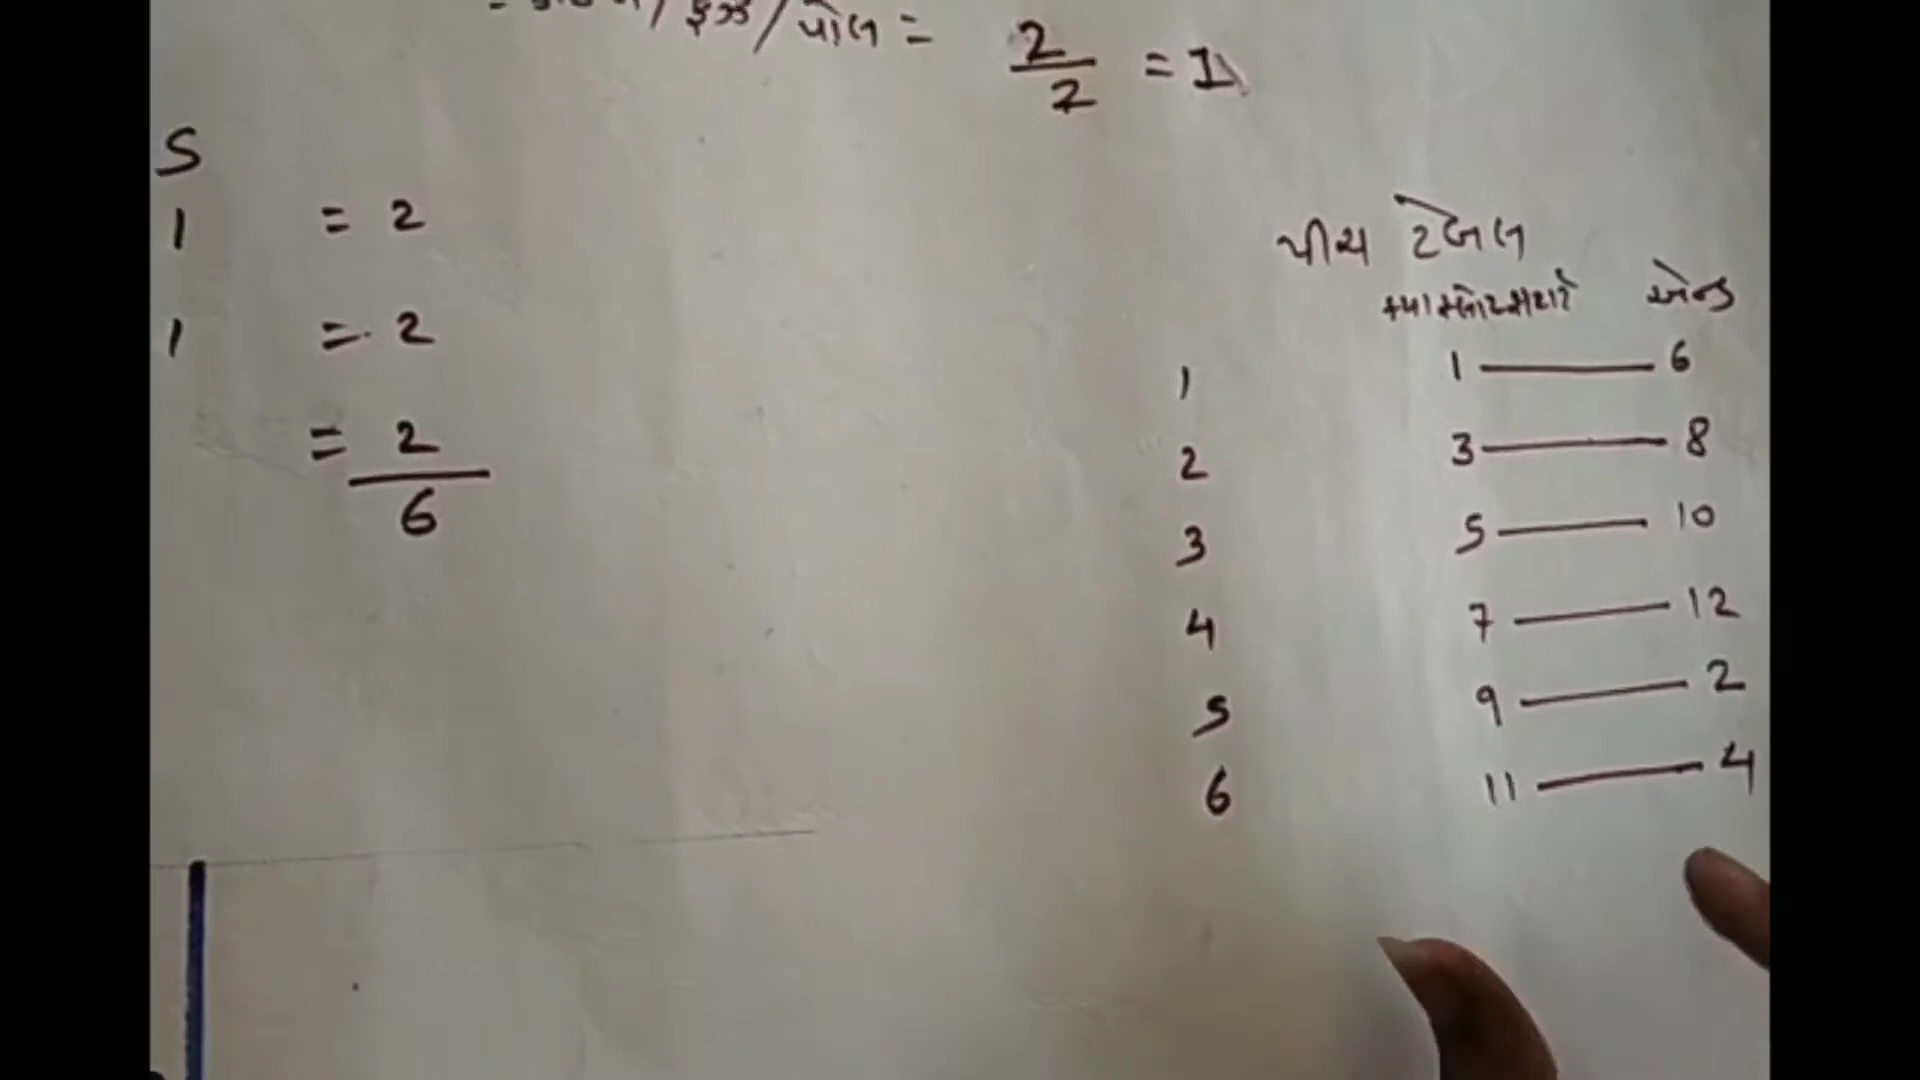 / ફેઝ / પોલ = 2/2 = 1
S
1 = 2
1 = 2
= 2
6
પીચ ટેબલ
એન્ડ
1 1 — 6
2 3 — 8
3 5 — 10
4 7 — 12
5 9 — 2
6 11 — 4